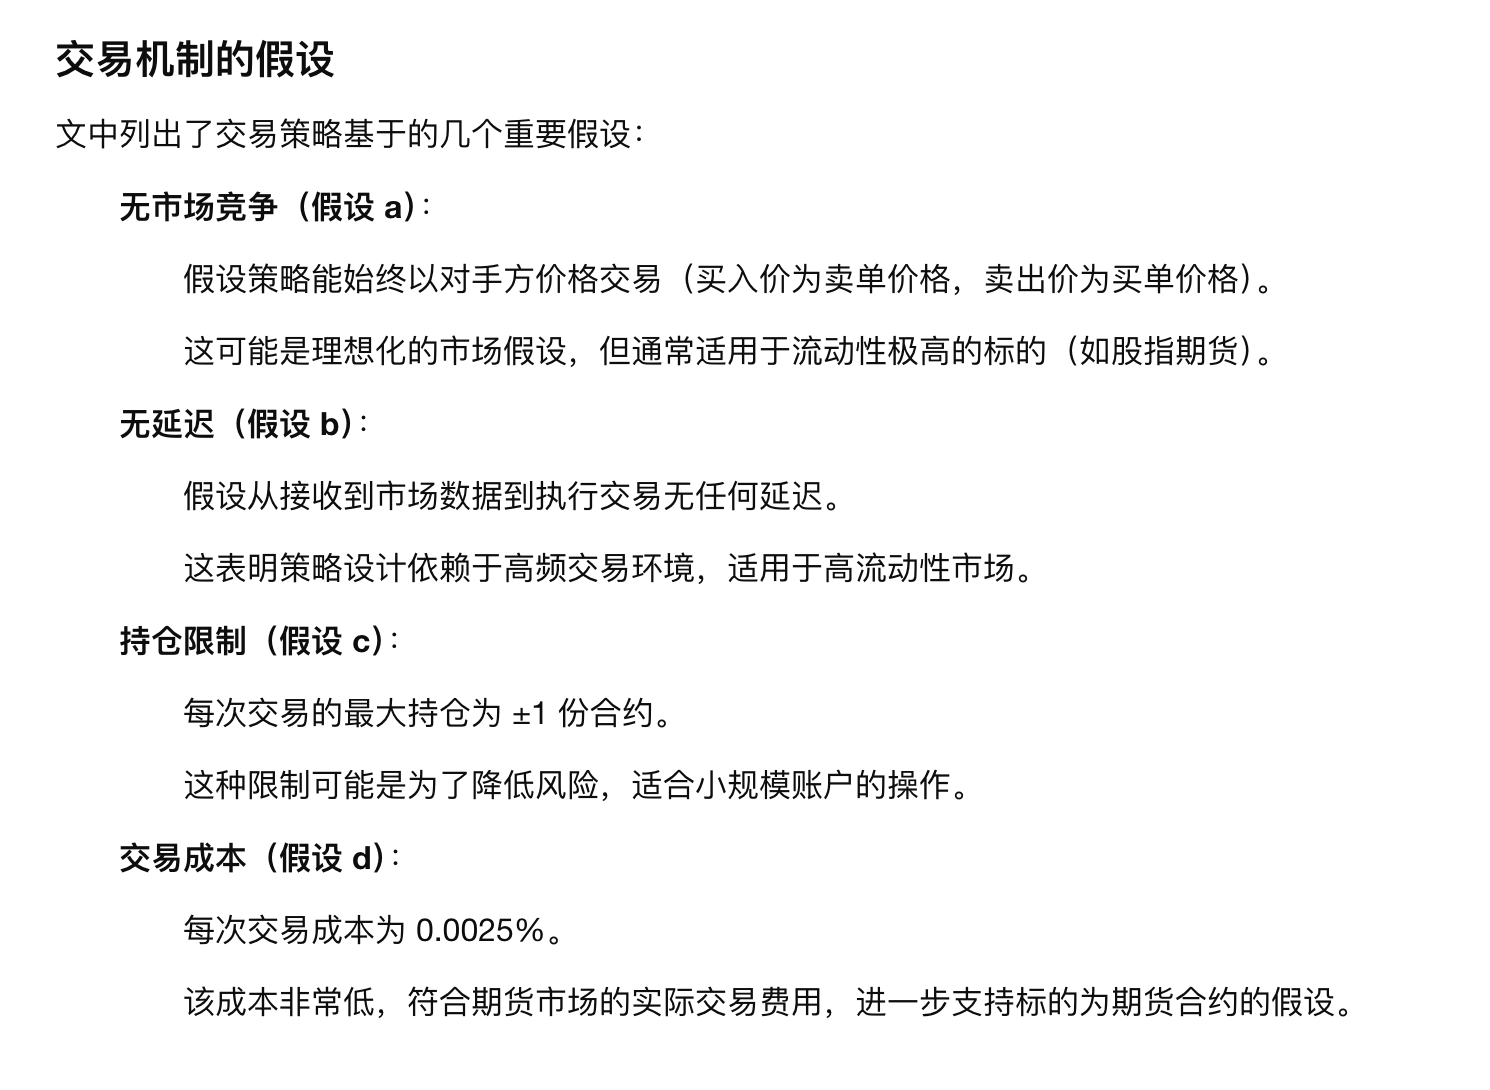 交易机制的假设
文中列出了交易策略基于的几个重要假设：
无市场竞争（假设 a）：
假设策略能始终以对手方价格交易（买入价为卖单价格，卖出价为买单价格）。
这可能是理想化的市场假设，但通常适用于流动性极高的标的（如股指期货）。
无延迟（假设 b）：
假设从接收到市场数据到执行交易无任何延迟。
这表明策略设计依赖于高频交易环境，适用于高流动性市场。
持仓限制（假设 c）：
每次交易的最大持仓为 ±1 份合约。
这种限制可能是为了降低风险，适合小规模账户的操作。
交易成本（假设 d）：
每次交易成本为 0.0025%。
该成本非常低，符合期货市场的实际交易费用，进一步支持标的为期货合约的假设。